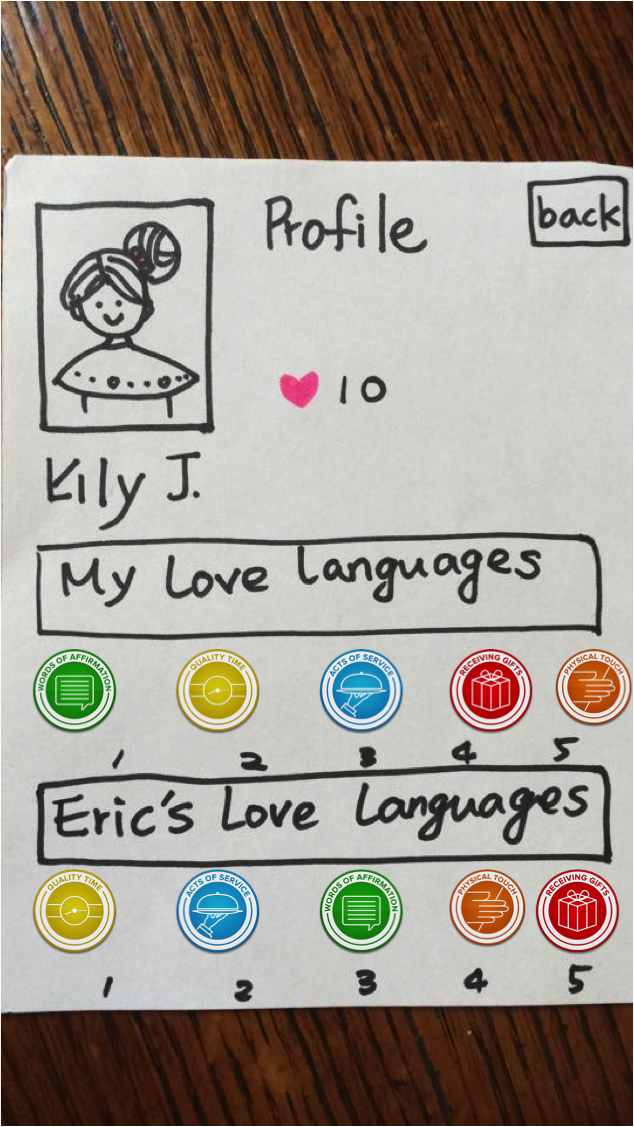 Profile
back
10
Lily J.
My Love Languages
WORDS OF AFFIRMATION
QUALITY TIME
ACTS OF SERVICE
RECEIVING GIFTS
PHYSICAL TOUCH
1 2 3 4 5
Eric's Love Languages
QUALITY TIME
ACTS OF SERVICE
WORDS OF AFFIRMATION
PHYSICAL TOUCH
RECEIVING GIFTS
1 2 3 4 5